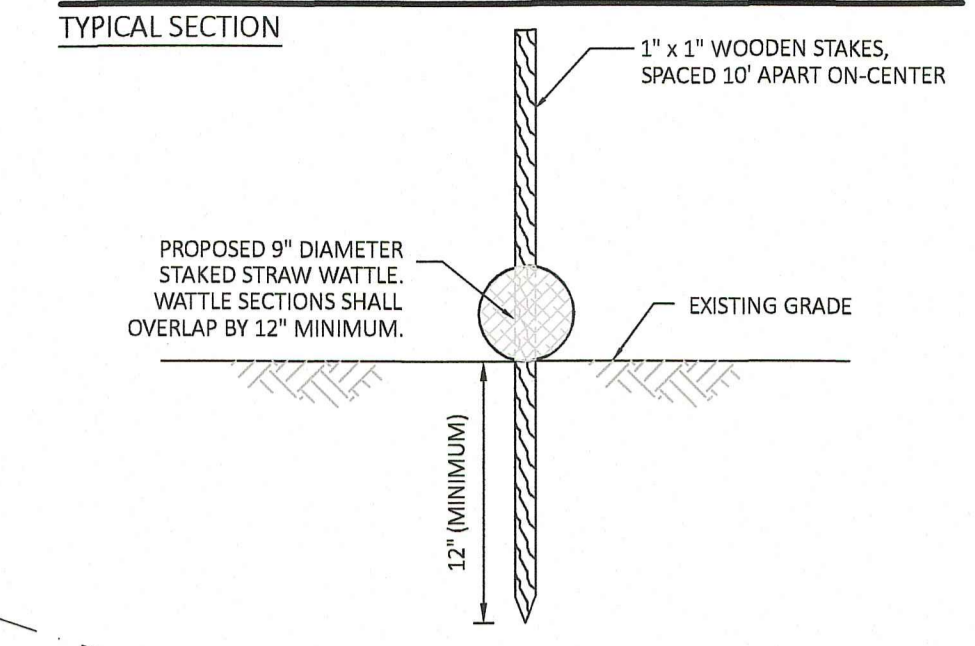 TYPICAL SECTION
1" x 1" WOODEN STAKES,
SPACED 10' APART ON-CENTER
PROPOSED 9" DIAMETER
STAKED STRAW WATTLE.
WATTLE SECTIONS SHALL
OVERLAP BY 12" MINIMUM.
EXISTING GRADE
12" (MINIMUM)